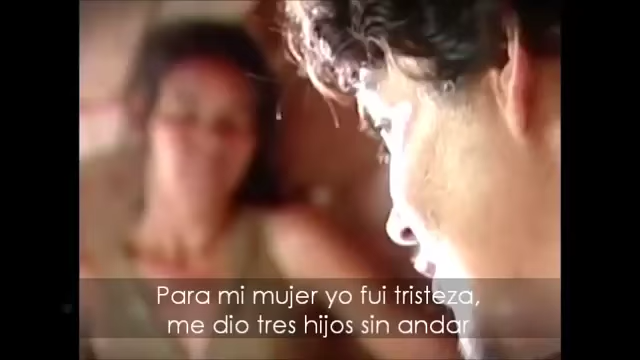 Para mi mujer yo fui tristeza,
me dio tres hijos sin andar